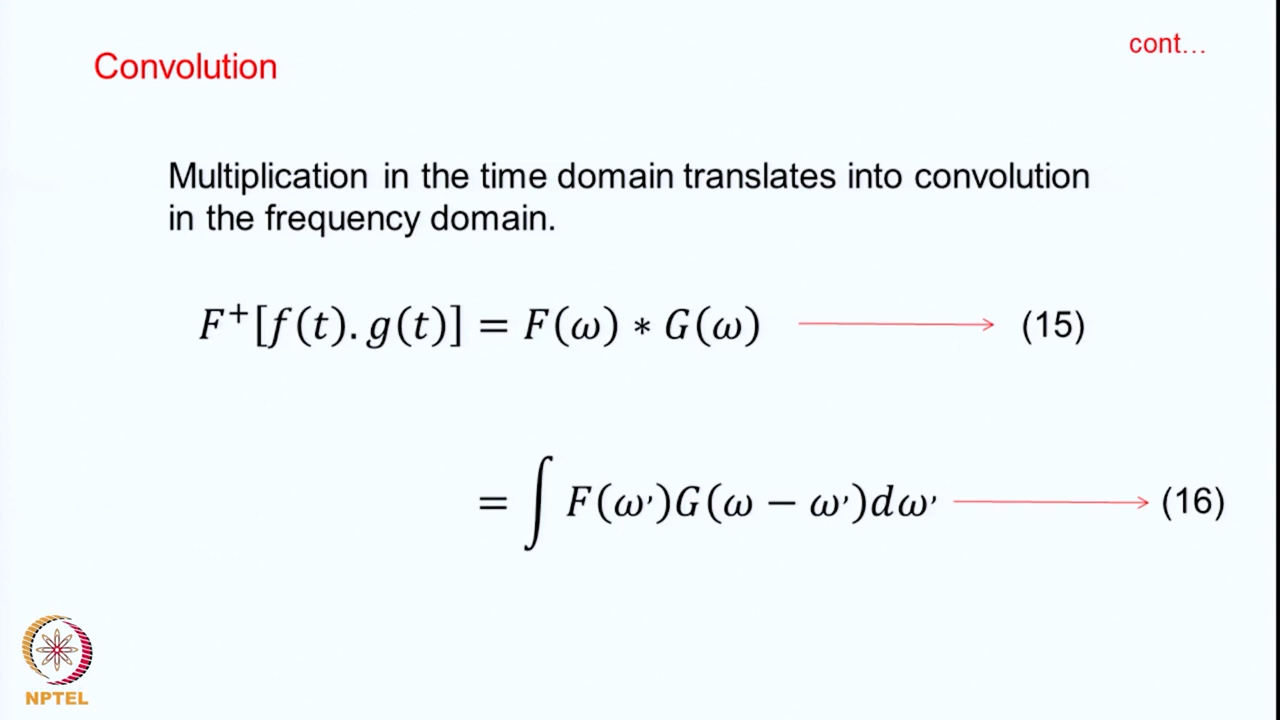 cont...
Convolution
Multiplication in the time domain translates into convolution
in the frequency domain.
F⁺[f(t).g(t)] = F(ω) ∗ G(ω) ⟶ (15)
= ∫ F(ω’)G(ω − ω’)dω’ ⟶ (16)
NPTEL